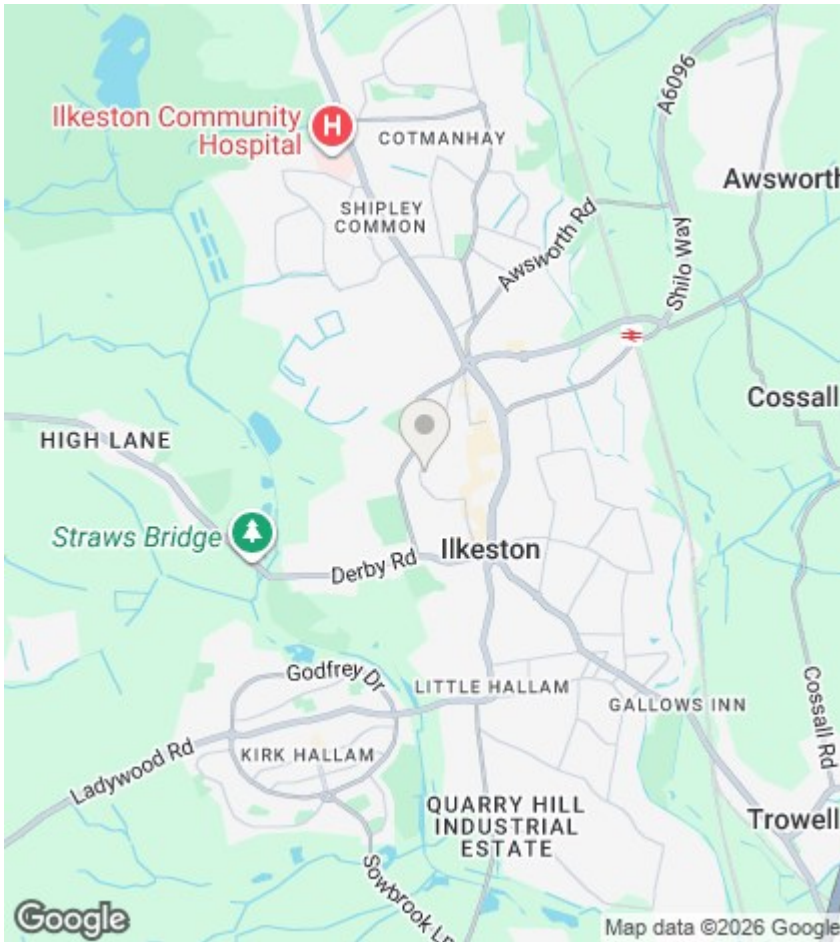 A6096
Ilkeston Community
Hospital
H
COTMANHAY
Awsworth
SHIPLEY
COMMON
Awsworth Rd
Shilo Way
Cossall
HIGH LANE
Straws Bridge
Derby Rd
Ilkeston
Godfrey Dr
LITTLE HALLAM
GALLOWS INN
Cossall Rd
KIRK HALLAM
Ladywood Rd
QUARRY HILL
INDUSTRIAL
ESTATE
Trowell
Sowbrook Ln
Google
Map data ©2026 Google